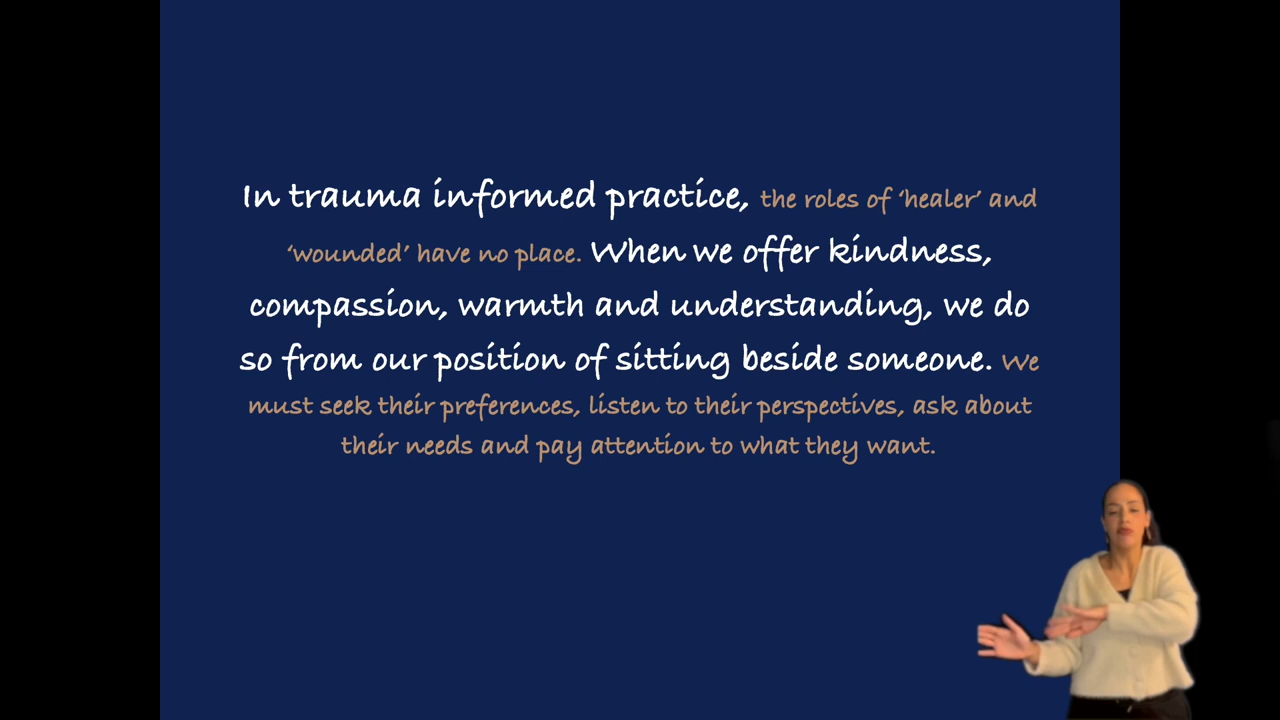 In trauma informed practice, the roles of ‘healer’ and
‘wounded’ have no place. When we offer kindness,
compassion, warmth and understanding, we do
so from our position of sitting beside someone. We
must seek their preferences, listen to their perspectives, ask about
their needs and pay attention to what they want.